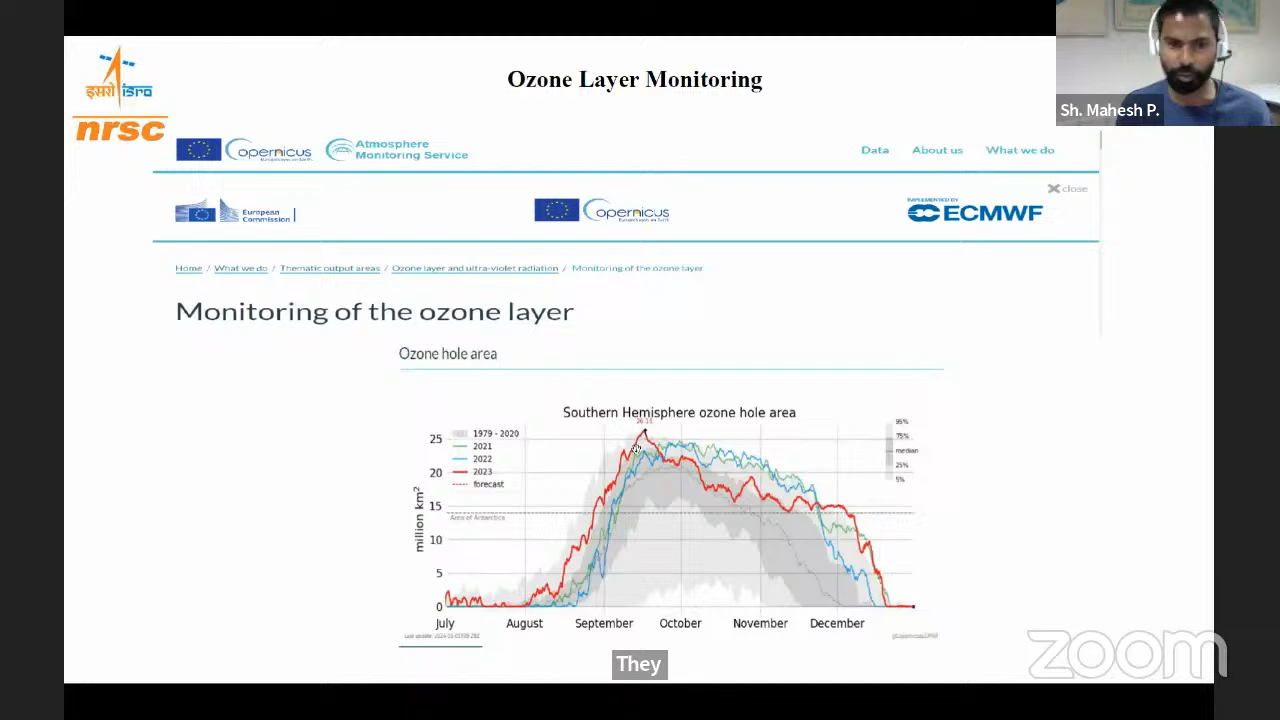 Ozone Layer Monitoring
इसरो isro
nrsc
Sh. Mahesh P.
opernicus
Atmosphere
Monitoring Service
Data About us What we do
close
European
Commission
opernicus
IMPLEMENTED BY
ECMWF
Home / What we do / Thematic output areas / Ozone layer and ultra-violet radiation / Monitoring of the ozone layer
Monitoring of the ozone layer
Ozone hole area
Southern Hemisphere ozone hole area
26.15
1979 - 2020
2021
2022
2023
forecast
95%
75%
median
25%
5%
million km²
25
20
15
10
5
0
Area of Antarctica
July August September October November December
They
zoom